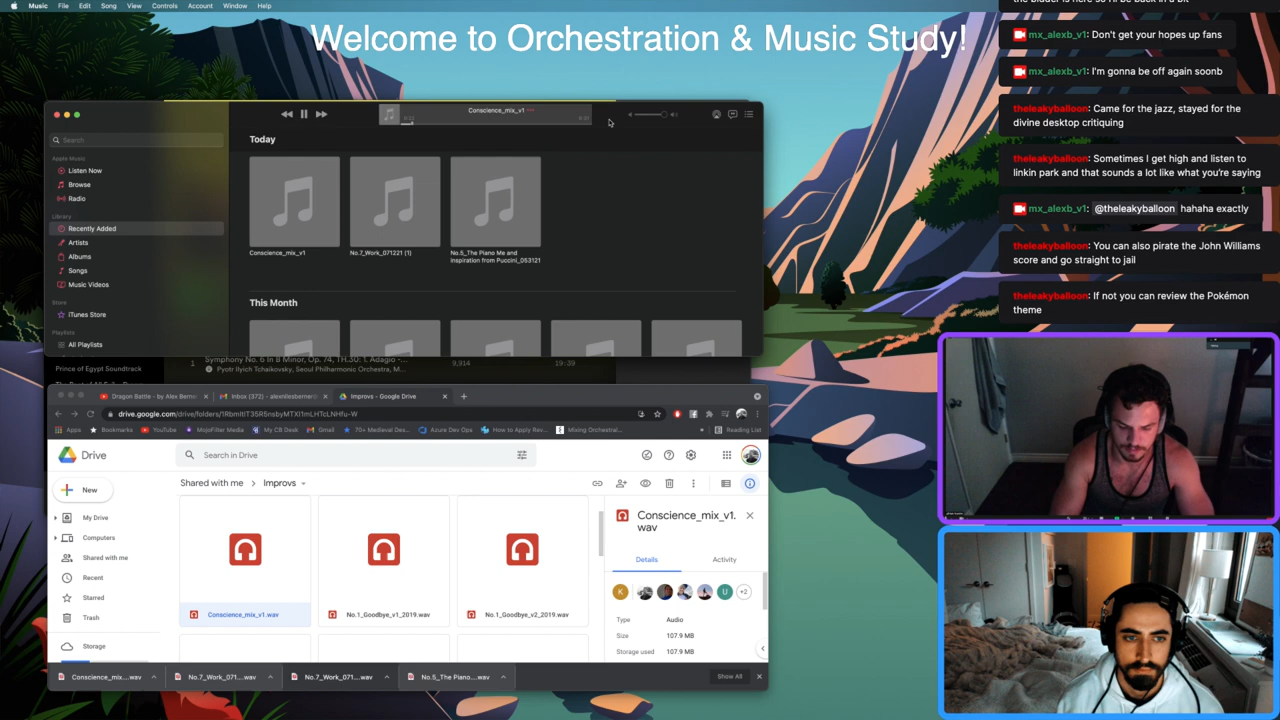 Music File Edit Song View Controls Account Window Help
Welcome to Orchestration & Music Study!
Conscience_mix_v1
0:12
Search
Today
Apple Music
Listen Now
Browse
Radio
Library
Recently Added
Artists
Albums
Songs
Music Videos
Store
iTunes Store
Playlists
All Playlists
Conscience_mix_v1
No.7_Work_071221 (1)
No.5_The Piano Me and
inspiration from Puccini_053121
This Month
Prince of Egypt Soundtrack
1 Symphony No. 6 In B Minor, Op. 74, TH.30: 1. Adagio -... 9,914 19:39
Pyotr Ilyich Tchaikovsky, Seoul Philharmonic Orchestra, M...
Dragon Battle - by Alex Berne
Inbox (372) - alexnilesberner
Improvs - Google Drive
Apps Bookmarks YouTube MojoFilter Media My CB Desk Gmail 70+ Medieval Des... Azure Dev Ops How to Apply Rev... Mixing Orchestral... » Reading List
Drive
Search in Drive
New
Shared with me > Improvs
My Drive
Computers
Shared with me
Recent
Starred
Trash
Storage
Conscience_mix_v1.wav
No.1_Goodbye_v1_2019.wav
No.1_Goodbye_v2_2019.wav
Conscience_mix_v1.
wav
Details
Activity
K
U
+2
Type Audio
Size 107.9 MB
Storage used 107.9 MB
Conscience_mix....wav
No.7_Work_071....wav
No.7_Work_071....wav
No.5_The Piano....wav
Show All
mx_alexb_v1: Don't get your hopes up fans
mx_alexb_v1: I'm gonna be off again soonb
theleakyballoon: Came for the jazz, stayed for the
divine desktop critiquing
theleakyballoon: Sometimes I get high and listen to
linkin park and that sounds a lot like what you're saying
mx_alexb_v1: @theleakyballoon hahaha exactly
theleakyballoon: You can also pirate the John Williams
score and go straight to jail
theleakyballoon: If not you can review the Pokémon
theme